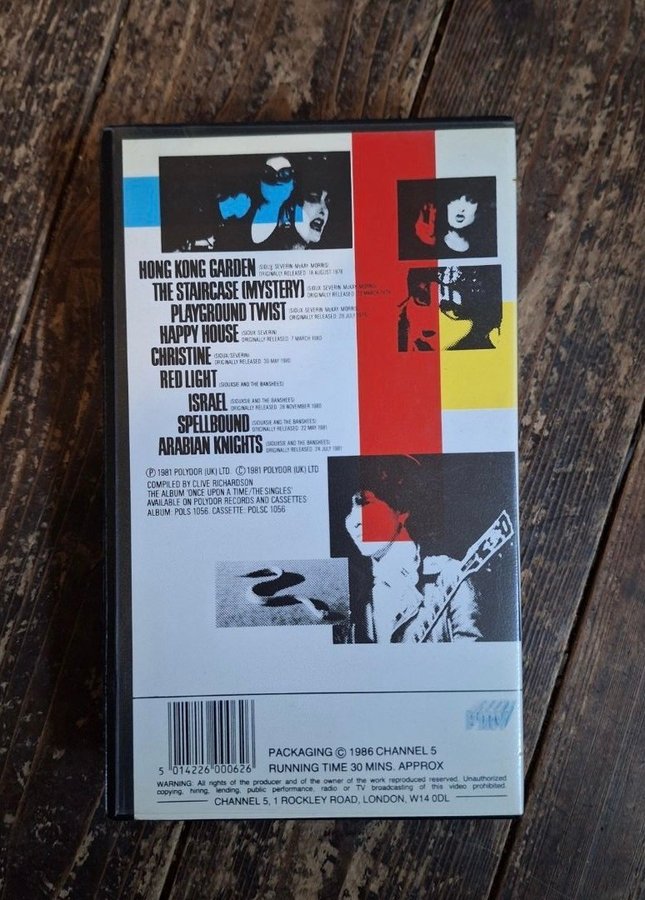 HONG KONG GARDEN (SIOUX SEVERIN McKAY MORRIS)
ORIGINALLY RELEASED: 18 AUGUST 1978
THE STAIRCASE (MYSTERY) (SIOUX SEVERIN McKAY MORRIS)
ORIGINALLY RELEASED: MARCH 1979
PLAYGROUND TWIST (SIOUX SEVERIN McKAY MORRIS)
ORIGINALLY RELEASED: JULY
HAPPY HOUSE (SIOUX SEVERIN)
ORIGINALLY RELEASED: 7 MARCH 1980
CHRISTINE (SIOUX/SEVERIN)
ORIGINALLY RELEASED: 30 MAY 1980
RED LIGHT (SIOUXSIE AND THE BANSHEES)
ISRAEL (SIOUXSIE AND THE BANSHEES)
ORIGINALLY RELEASED: 28 NOVEMBER 1980
SPELLBOUND (SIOUXSIE AND THE BANSHEES)
ORIGINALLY RELEASED: 22 MAY 1981
ARABIAN KNIGHTS (SIOUXSIE AND THE BANSHEES)
ORIGINALLY RELEASED: 24 JULY 1981
Ⓟ 1981 POLYDOR (UK) LTD. © 1981 POLYDOR (UK) LTD
COMPILED BY CLIVE RICHARDSON
THE ALBUM 'ONCE UPON A TIME/THE SINGLES'
AVAILABLE ON POLYDOR RECORDS AND CASSETTES
ALBUM: POLS 1056. CASSETTE: POLSC 1056
5 014226 000626
PACKAGING © 1986 CHANNEL 5
RUNNING TIME 30 MINS. APPROX
WARNING: All rights of the producer and of the owner of the work reproduced reserved. Unauthorized
copying, hiring, lending, public performance, radio or TV broadcasting of this video prohibited.
CHANNEL 5, 1 ROCKLEY ROAD, LONDON, W14 0DL